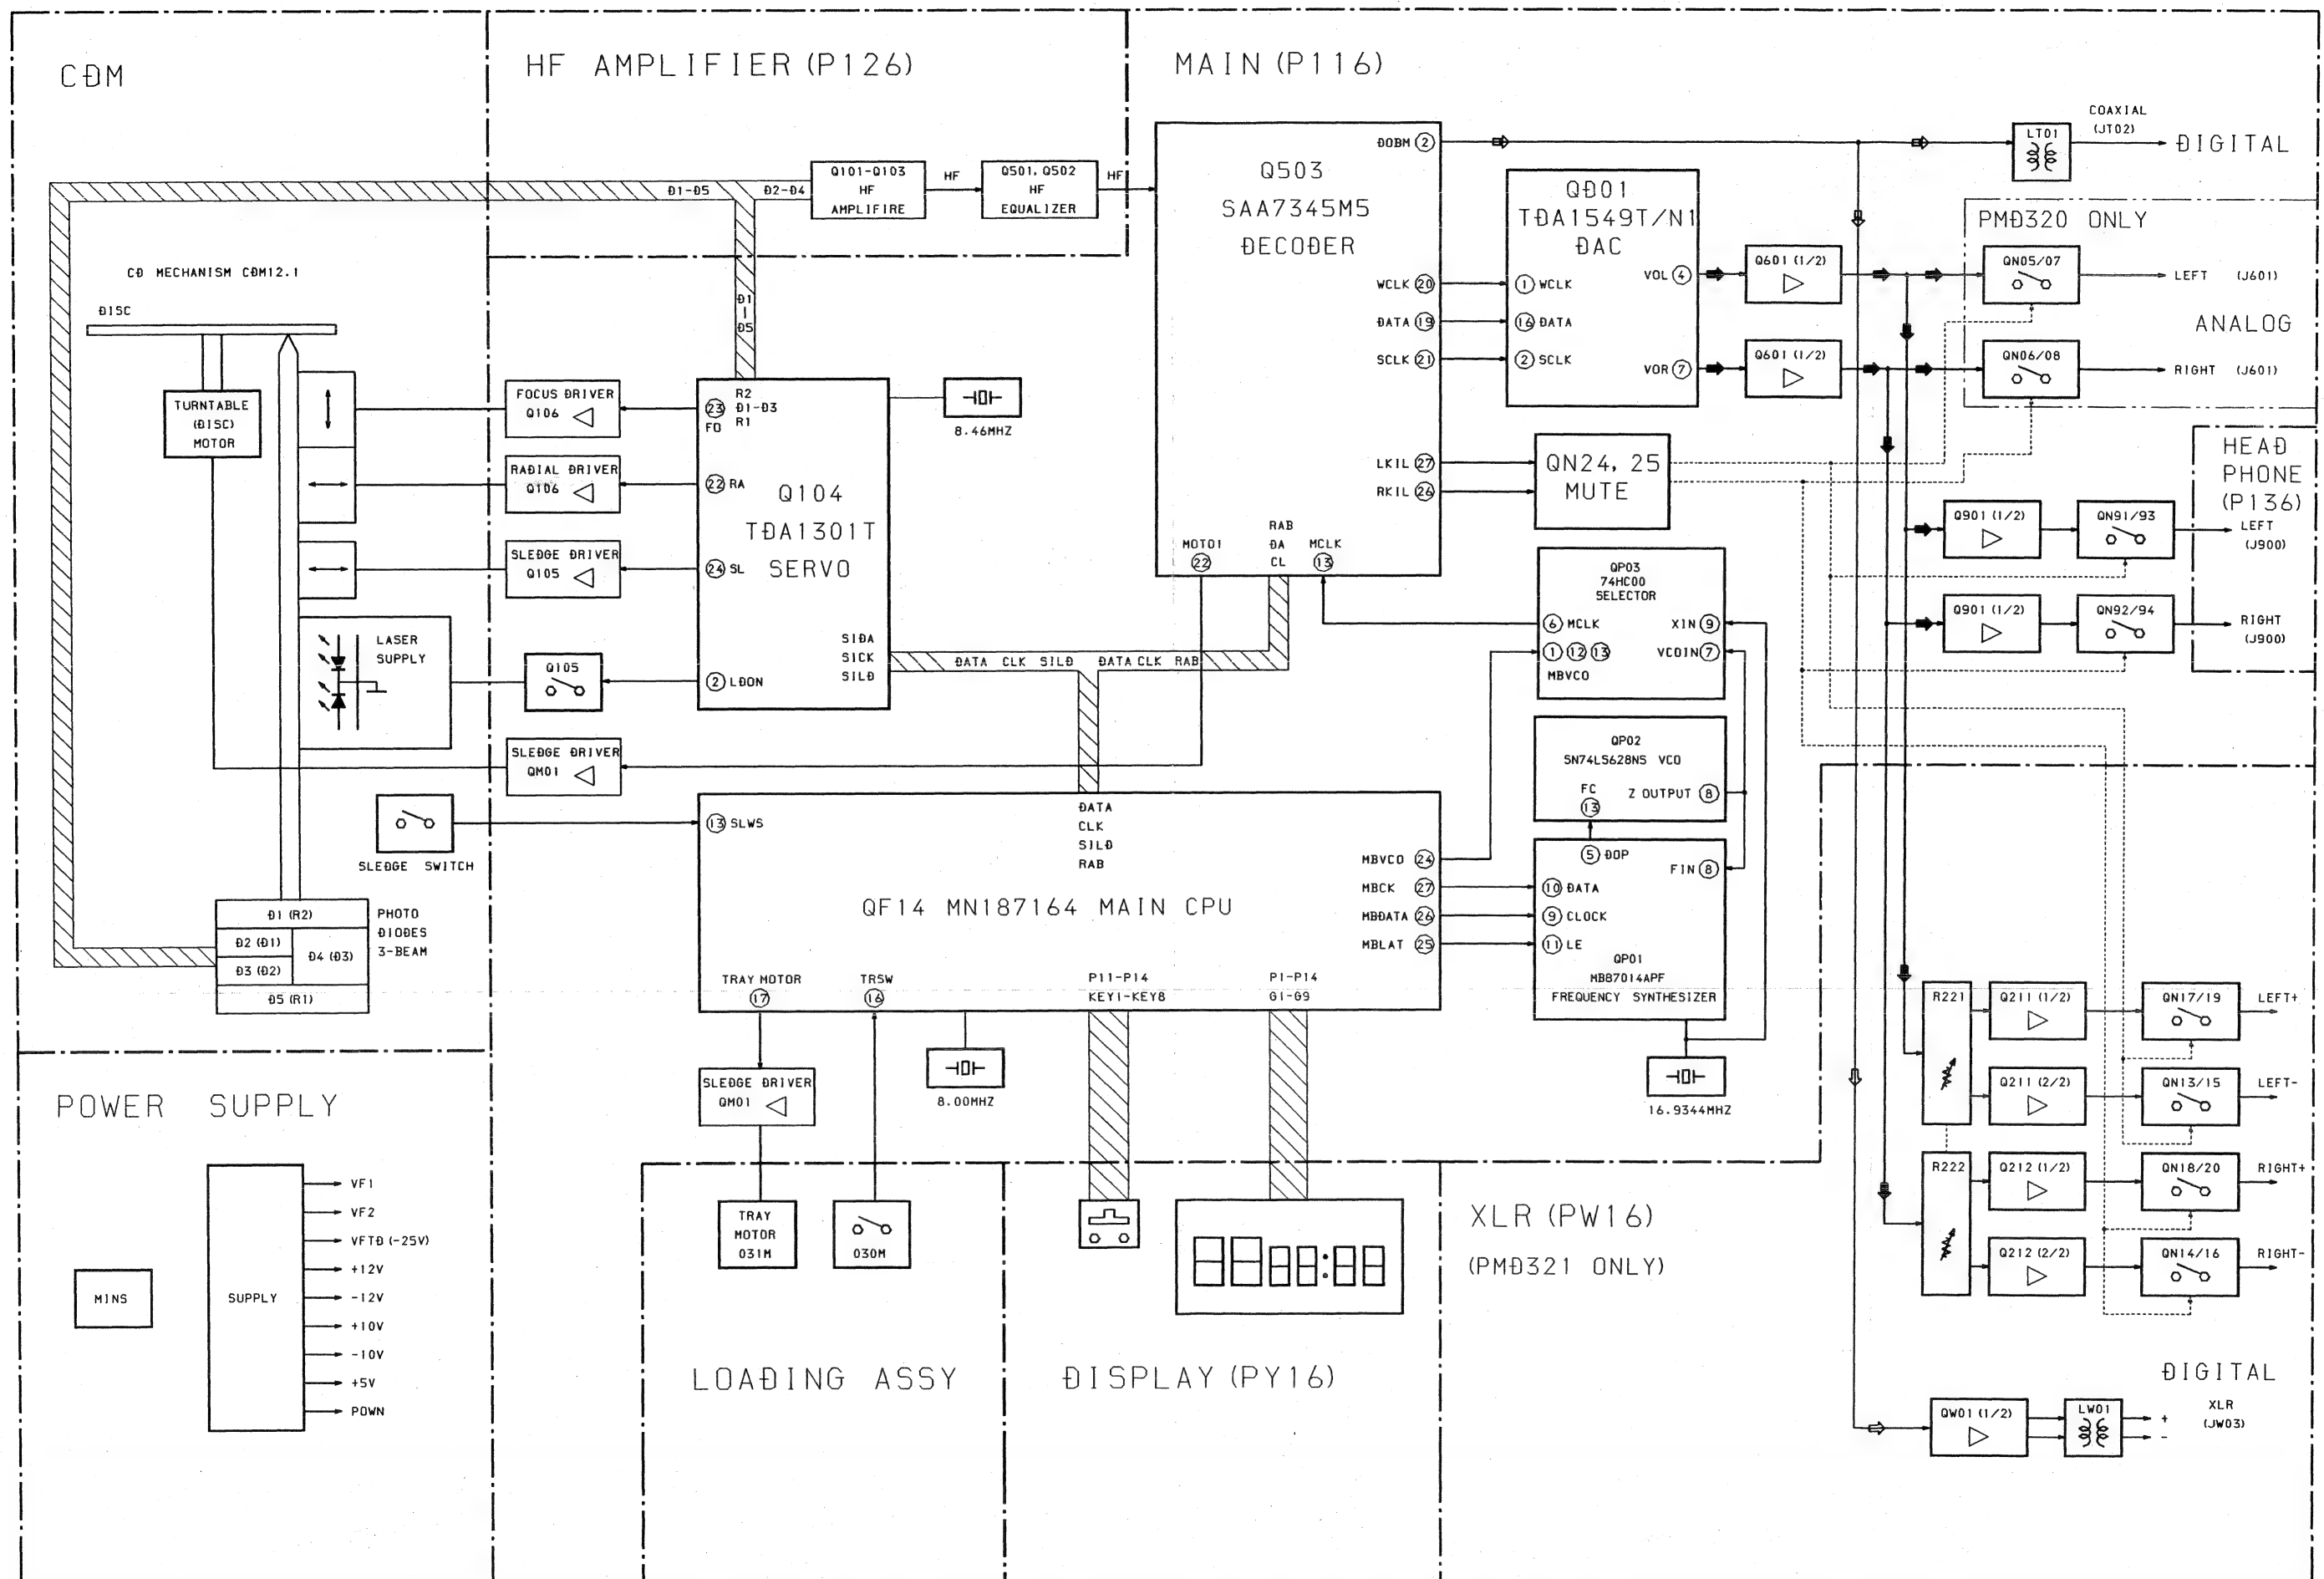 CDM
HF AMPLIFIER (P126)
MAIN (P116)
CD MECHANISM CDM12.1
DISC
TURNTABLE
(DISC)
MOTOR
LASER
SUPPLY
SLEDGE SWITCH
D1 (R2)
D2 (D1)
D3 (D2)
D4 (D3)
D5 (R1)
PHOTO
DIODES
3-BEAM
D1-D5
D2-D4
D1
|
D5
Q101-Q103
HF
AMPLIFIRE
HF
Q501, Q502
HF
EQUALIZER
HF
FOCUS DRIVER
Q106
RADIAL DRIVER
Q106
SLEDGE DRIVER
Q105
Q105
SLEDGE DRIVER
QM01
R2
23 D1-D3
FO R1
22 RA
24 SL
2 LDON
Q104
TDA1301T
SERVO
SIDA
SICK
SILD
8.46MHZ
DATA CLK SILD
DATA CLK RAB
Q503
SAA7345M5
DECODER
DOBM 2
WCLK 20
DATA 19
SCLK 21
LKIL 27
RKIL 26
MOTO1
22
RAB
DA
CL
MCLK
13
QD01
TDA1549T/N1
DAC
1 WCLK
16 DATA
2 SCLK
VOL 4
VOR 7
QN24, 25
MUTE
Q601 (1/2)
Q601 (1/2)
LT01
COAXIAL
(JT02)
DIGITAL
PMD320 ONLY
QN05/07
LEFT (J601)
ANALOG
QN06/08
RIGHT (J601)
HEAD
PHONE
(P136)
Q901 (1/2)
QN91/93
LEFT
(J900)
Q901 (1/2)
QN92/94
RIGHT
(J900)
QP03
74HC00
SELECTOR
6 MCLK
XIN 9
1 12 13
MBVCO
VCOIN 7
QP02
SN74LS628NS VCO
FC
13
Z OUTPUT 8
5 DOP
FIN 8
10 DATA
9 CLOCK
11 LE
QP01
MB87014APF
FREQUENCY SYNTHESIZER
16.9344MHZ
13 SLWS
DATA
CLK
SILD
RAB
QF14 MN187164 MAIN CPU
MBVCO 24
MBCK 27
MBDATA 26
MBLAT 25
TRAY MOTOR
17
TRSW
16
P11-P14
KEY1-KEY8
P1-P14
G1-G9
SLEDGE DRIVER
QM01
8.00MHZ
TRAY
MOTOR
031M
030M
LOADING ASSY
DISPLAY (PY16)
XLR (PW16)
(PMD321 ONLY)
R221
Q211 (1/2)
QN17/19
LEFT+
Q211 (2/2)
QN13/15
LEFT-
R222
Q212 (1/2)
QN18/20
RIGHT+
Q212 (2/2)
QN14/16
RIGHT-
DIGITAL
QW01 (1/2)
LW01
+
-
XLR
(JW03)
POWER SUPPLY
MINS
SUPPLY
VF1
VF2
VFTD (-25V)
+12V
-12V
+10V
-10V
+5V
POWN